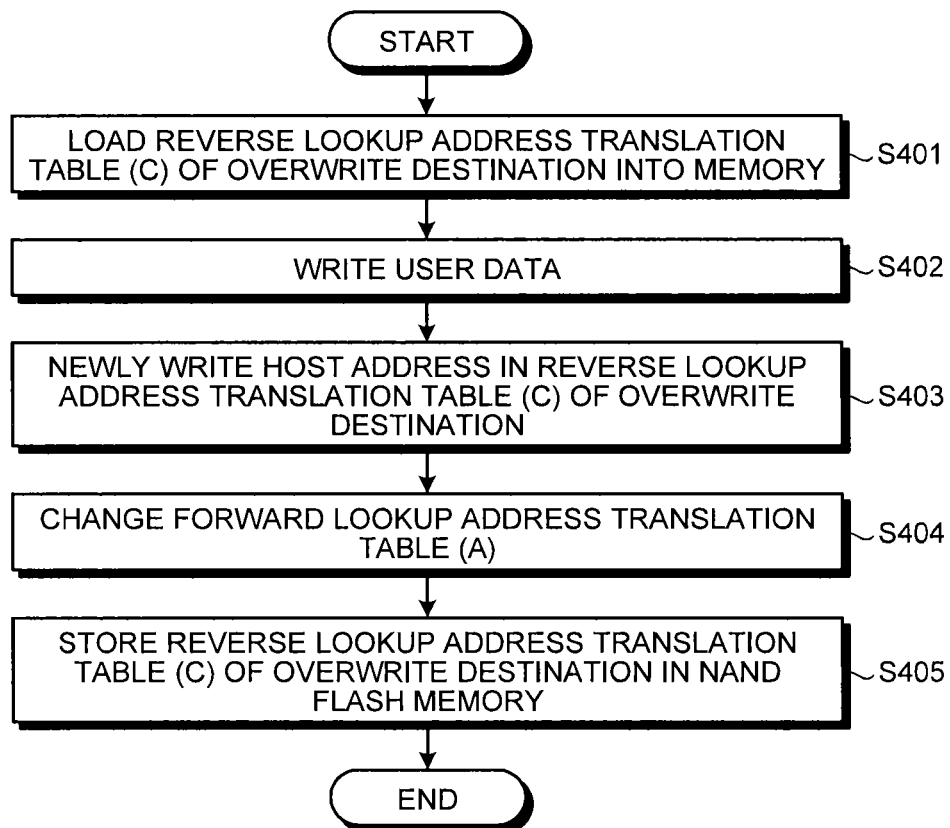 START
LOAD REVERSE LOOKUP ADDRESS TRANSLATION
TABLE (C) OF OVERWRITE DESTINATION INTO MEMORY
S401
WRITE USER DATA
S402
NEWLY WRITE HOST ADDRESS IN REVERSE LOOKUP
ADDRESS TRANSLATION TABLE (C) OF OVERWRITE
DESTINATION
S403
CHANGE FORWARD LOOKUP ADDRESS TRANSLATION
TABLE (A)
S404
STORE REVERSE LOOKUP ADDRESS TRANSLATION
TABLE (C) OF OVERWRITE DESTINATION IN NAND
FLASH MEMORY
S405
END